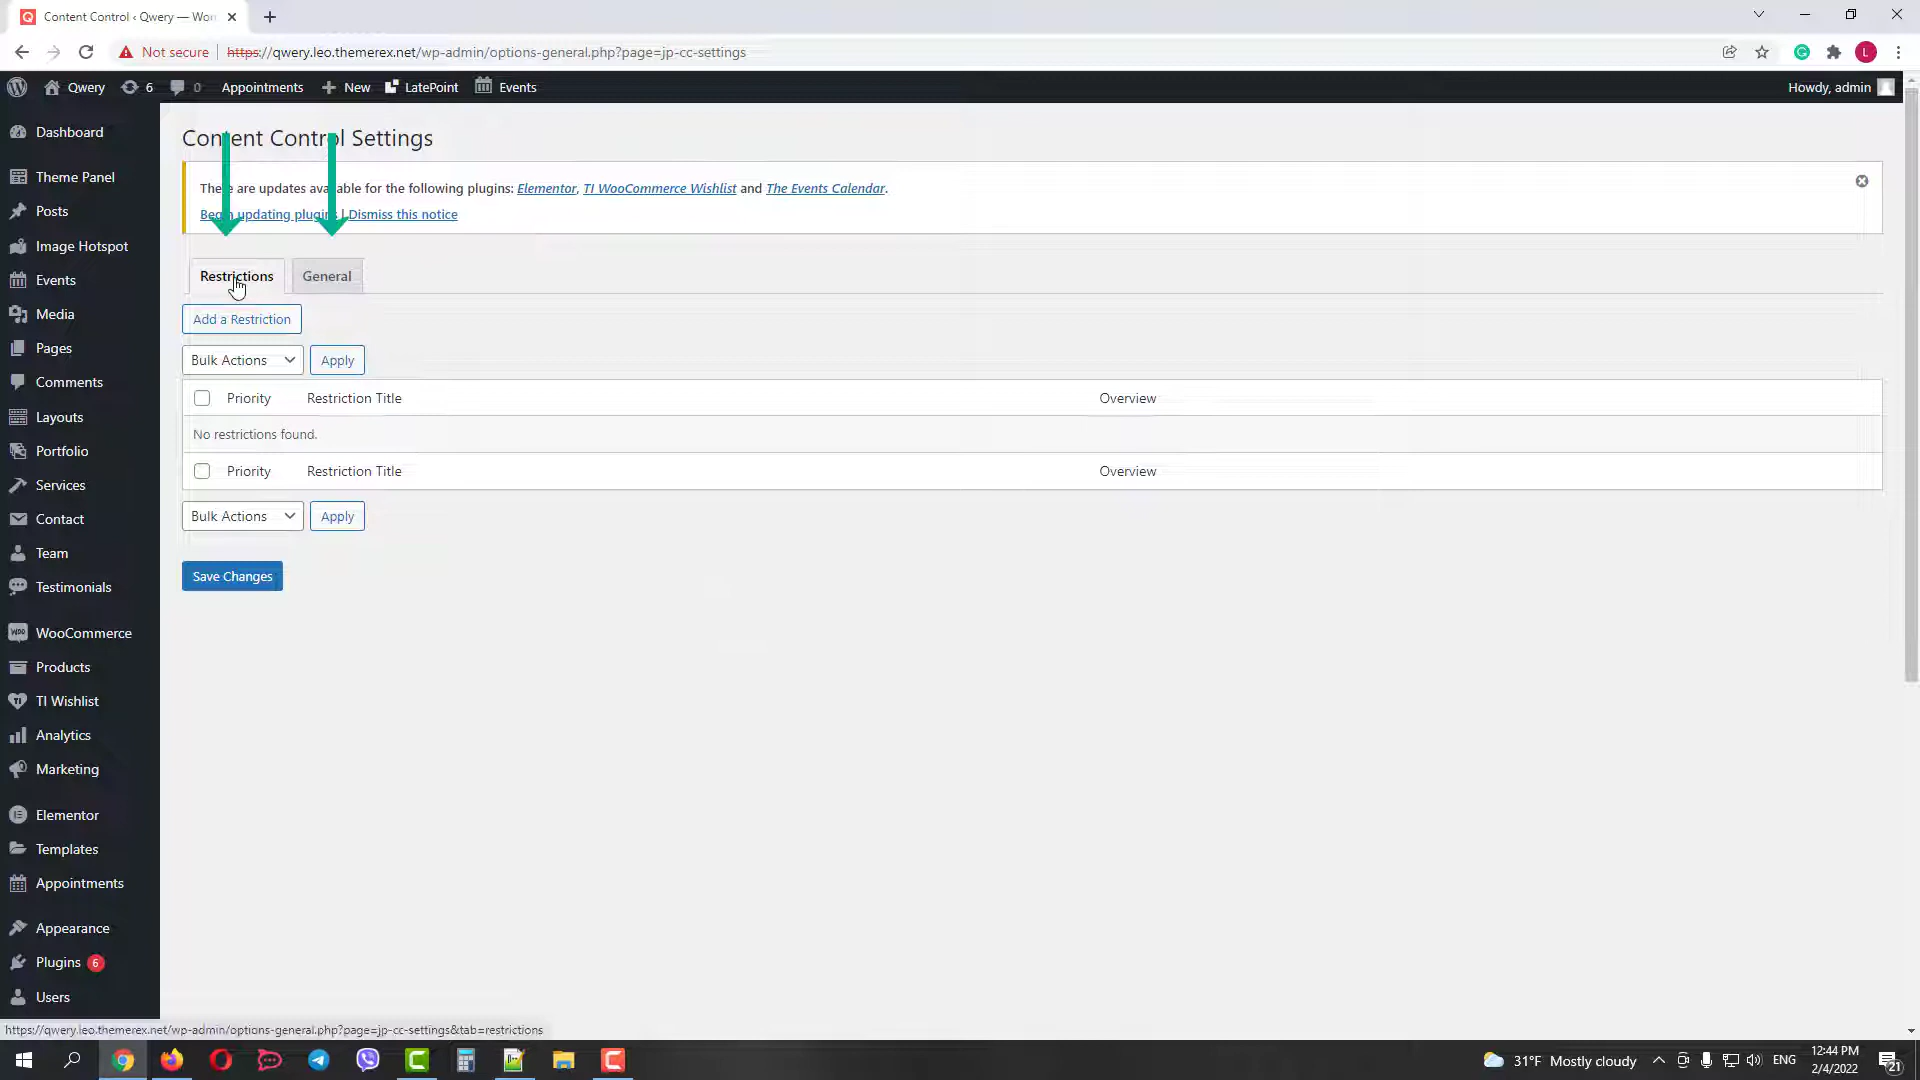 Content Control ‹ Qwery — Wor
Not secure
https://qwery.leo.themerex.net/wp-admin/options-general.php?page=jp-cc-settings
L
Qwery
6
0
Appointments
New
LatePoint
Events
Howdy, admin
Dashboard
Theme Panel
Posts
Image Hotspot
Events
Media
Pages
Comments
Layouts
Portfolio
Services
Contact
Team
Testimonials
WooCommerce
Products
TI Wishlist
Analytics
Marketing
Elementor
Templates
Appointments
Appearance
Plugins 6
Users
Content Control Settings
There are updates available for the following plugins: Elementor, TI WooCommerce Wishlist and The Events Calendar.
Begin updating plugins | Dismiss this notice
Restrictions
General
Add a Restriction
Bulk Actions
Apply
Priority
Restriction Title
Overview
No restrictions found.
Priority
Restriction Title
Overview
Bulk Actions
Apply
Save Changes
https://qwery.leo.themerex.net/wp-admin/options-general.php?page=jp-cc-settings&tab=restrictions
31°F Mostly cloudy
ENG
12:44 PM
2/4/2022
21